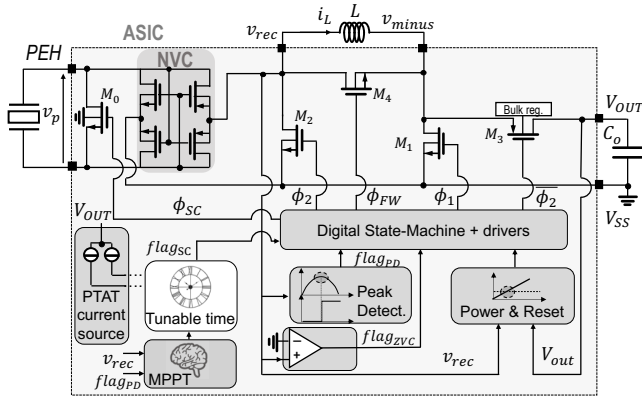 v_rec
i_L
L
v_minus
ASIC
PEH
NVC
v_p
M_0
M_2
M_4
M_1
Bulk reg.
M_3
V_OUT
C_o
V_SS
ϕ_SC
ϕ_2
ϕ_FW
ϕ_1
\overline{ϕ_2}
V_OUT
flag_SC
Digital State-Machine + drivers
flag_PD
PTAT
current
source
Tunable time
Peak
Detect.
Power & Reset
flag_ZVC
v_rec
flag_PD
MPPT
v_rec
V_out